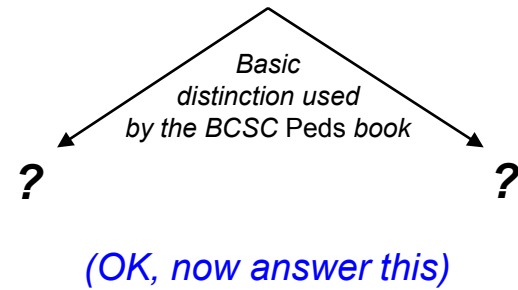 Basic
distinction used
by the BCSC Peds book
? ?
(OK, now answer this)